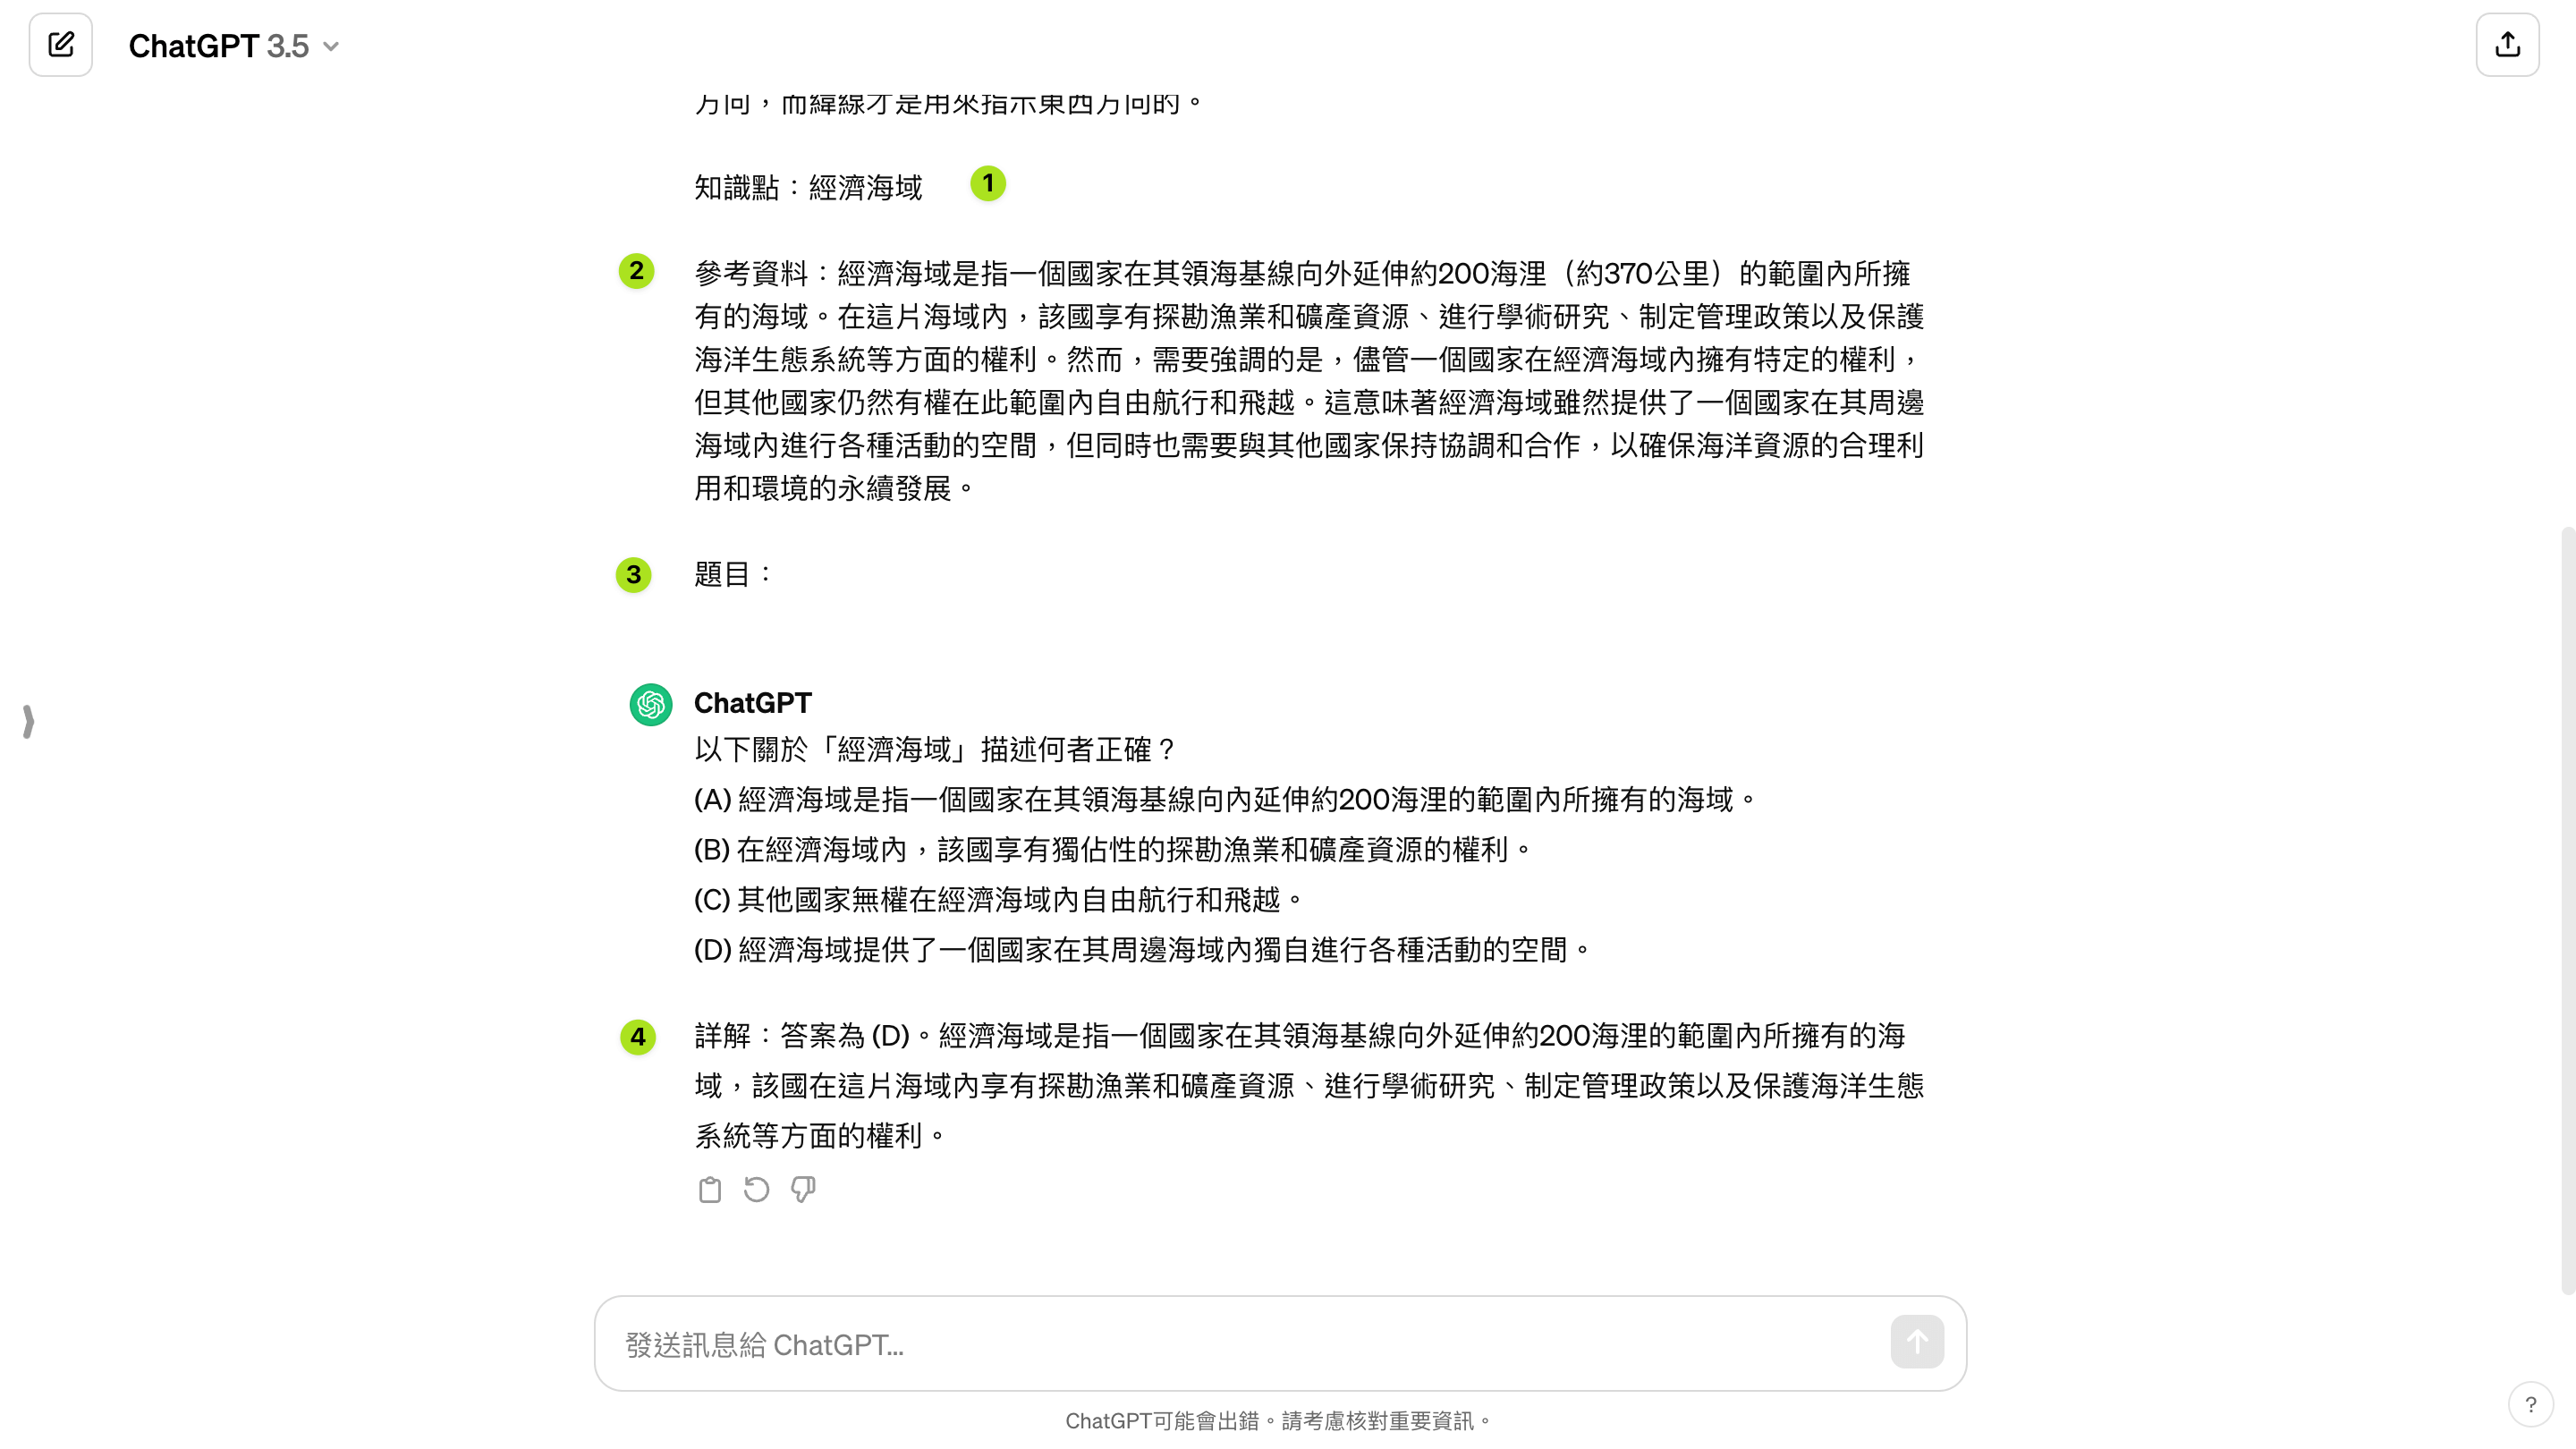 ChatGPT 3.5
方向，而緯線才是用來指示東西方向的。
知識點：經濟海域
1
2
參考資料：經濟海域是指一個國家在其領海基線向外延伸約200海浬（約370公里）的範圍內所擁
有的海域。在這片海域內，該國享有探勘漁業和礦產資源、進行學術研究、制定管理政策以及保護
海洋生態系統等方面的權利。然而，需要強調的是，儘管一個國家在經濟海域內擁有特定的權利，
但其他國家仍然有權在此範圍內自由航行和飛越。這意味著經濟海域雖然提供了一個國家在其周邊
海域內進行各種活動的空間，但同時也需要與其他國家保持協調和合作，以確保海洋資源的合理利
用和環境的永續發展。
3
題目：
ChatGPT
以下關於「經濟海域」描述何者正確？
(A) 經濟海域是指一個國家在其領海基線向內延伸約200海浬的範圍內所擁有的海域。
(B) 在經濟海域內，該國享有獨佔性的探勘漁業和礦產資源的權利。
(C) 其他國家無權在經濟海域內自由航行和飛越。
(D) 經濟海域提供了一個國家在其周邊海域內獨自進行各種活動的空間。
4
詳解：答案為 (D)。經濟海域是指一個國家在其領海基線向外延伸約200海浬的範圍內所擁有的海
域，該國在這片海域內享有探勘漁業和礦產資源、進行學術研究、制定管理政策以及保護海洋生態
系統等方面的權利。
發送訊息給 ChatGPT...
ChatGPT可能會出錯。請考慮核對重要資訊。
?